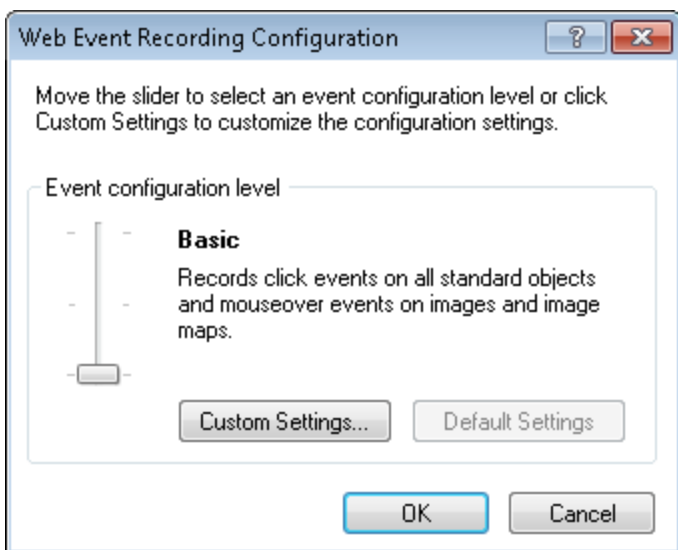 Web Event Recording Configuration
?
Move the slider to select an event configuration level or click
Custom Settings to customize the configuration settings.
Event configuration level
Basic
Records click events on all standard objects
and mouseover events on images and image
maps.
Custom Settings...
Default Settings
OK
Cancel